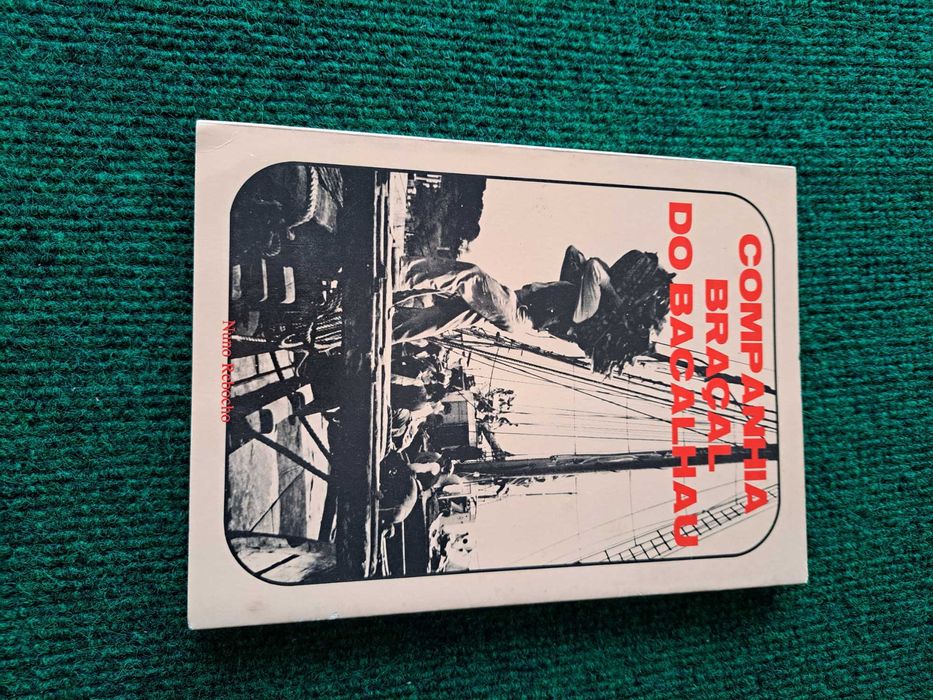 COMPANHIA
BRAÇAL
DO BACALHAU
Nuno Rebocho